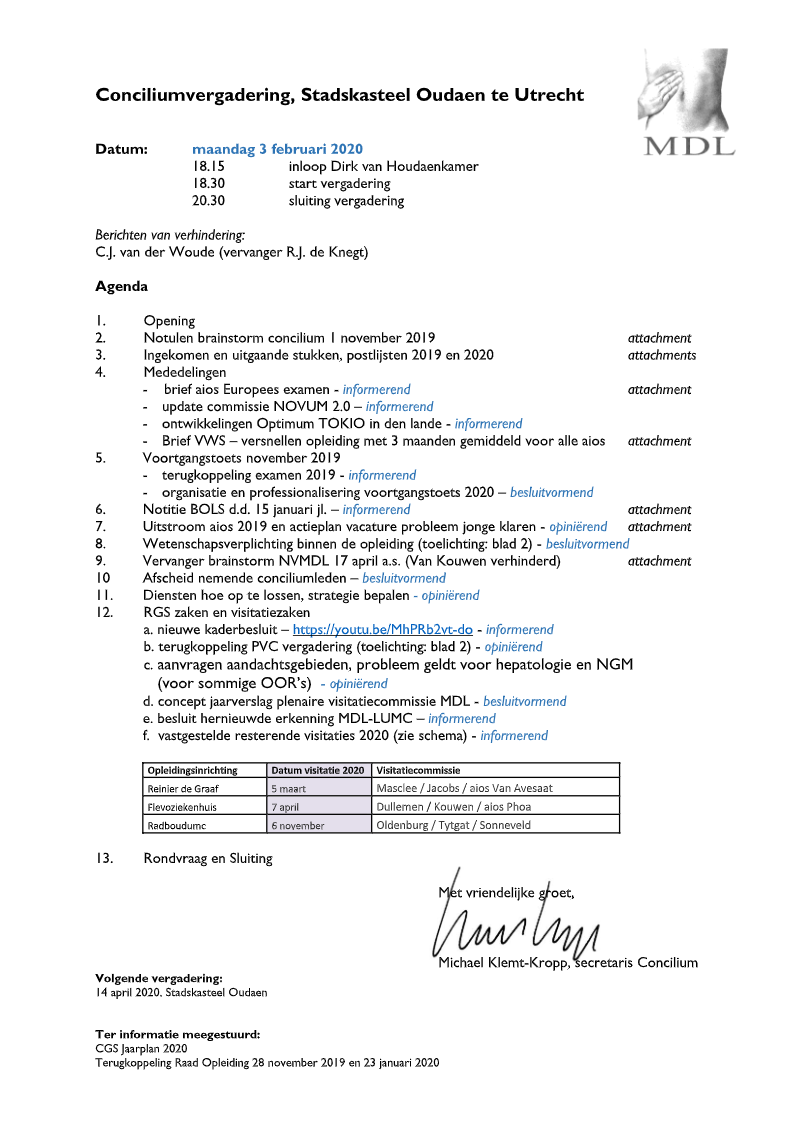 Conciliumvergadering, Stadskasteel Oudaen te Utrecht
MDL
Datum: maandag 3 februari 2020
18.15 inloop Dirk van Houdaenkamer
18.30 start vergadering
20.30 sluiting vergadering
Berichten van verhindering:
C.J. van der Woude (vervanger R.J. de Knegt)
Agenda
1. Opening
2. Notulen brainstorm concilium 1 november 2019 attachment
3. Ingekomen en uitgaande stukken, postlijsten 2019 en 2020 attachments
4. Mededelingen
- brief aios Europees examen - informerend attachment
- update commissie NOVUM 2.0 – informerend
- ontwikkelingen Optimum TOKIO in den lande - informerend
- Brief VWS – versnellen opleiding met 3 maanden gemiddeld voor alle aios attachment
5. Voortgangstoets november 2019
- terugkoppeling examen 2019 - informerend
- organisatie en professionalisering voortgangstoets 2020 – besluitvormend
6. Notitie BOLS d.d. 15 januari jl. – informerend attachment
7. Uitstroom aios 2019 en actieplan vacature probleem jonge klaren - opiniërend attachment
8. Wetenschapsverplichting binnen de opleiding (toelichting: blad 2) - besluitvormend
9. Vervanger brainstorm NVMDL 17 april a.s. (Van Kouwen verhinderd) attachment
10 Afscheid nemende conciliumleden – besluitvormend
11. Diensten hoe op te lossen, strategie bepalen - opiniërend
12. RGS zaken en visitatiezaken
a. nieuwe kaderbesluit – https://youtu.be/MhPRb2vt-do - informerend
b. terugkoppeling PVC vergadering (toelichting: blad 2) - opiniërend
c. aanvragen aandachtsgebieden, probleem geldt voor hepatologie en NGM
(voor sommige OOR's) - opiniërend
d. concept jaarverslag plenaire visitatiecommissie MDL - besluitvormend
e. besluit hernieuwde erkenning MDL-LUMC – informerend
f. vastgestelde resterende visitaties 2020 (zie schema) - informerend
Opleidingsinrichting Datum visitatie 2020 Visitatiecommissie
Reinier de Graaf 5 maart Masclee / Jacobs / aios Van Avesaat
Flevoziekenhuis 7 april Dullemen / Kouwen / aios Phoa
Radboudumc 6 november Oldenburg / Tytgat / Sonneveld
13. Rondvraag en Sluiting
Met vriendelijke groet,
Michael Klemt-Kropp, secretaris Concilium
Volgende vergadering:
14 april 2020, Stadskasteel Oudaen
Ter informatie meegestuurd:
CGS Jaarplan 2020
Terugkoppeling Raad Opleiding 28 november 2019 en 23 januari 2020